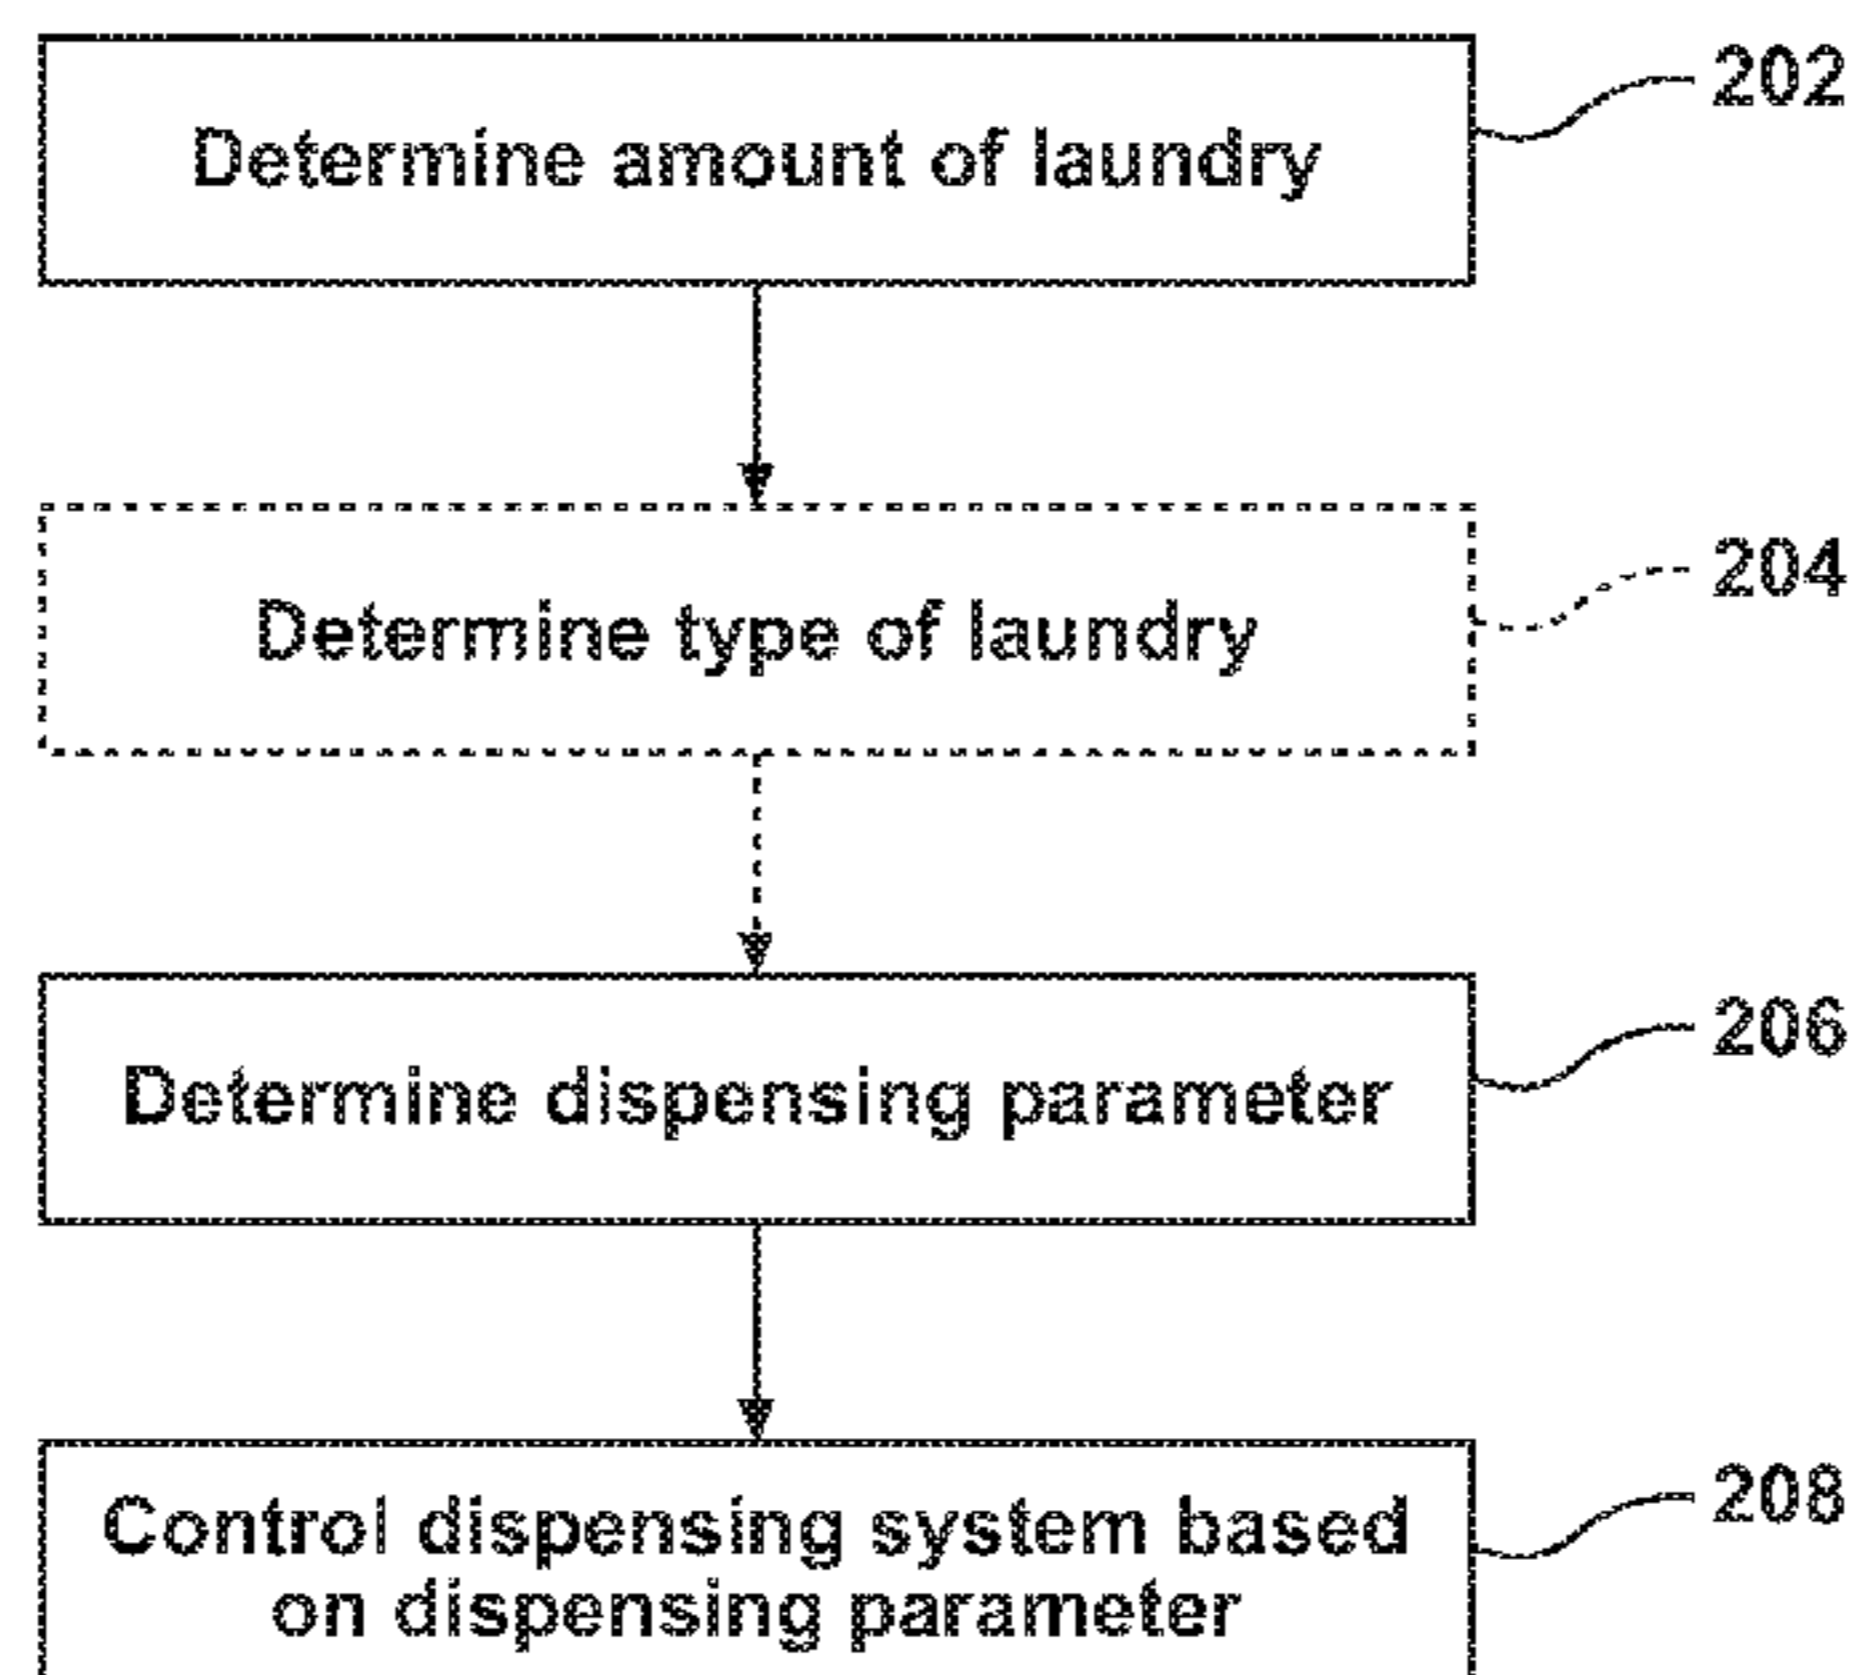 Determine amount of laundry
202
Determine type of laundry
204
Determine dispensing parameter
206
Control dispensing system based
on dispensing parameter
208